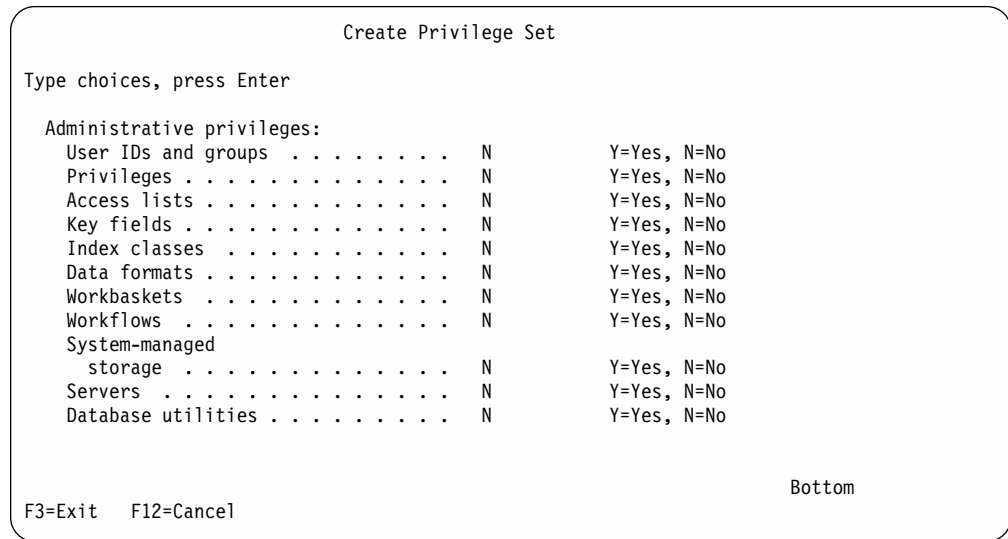 Create Privilege Set
Type choices, press Enter
Administrative privileges:
User IDs and groups . . . . . . . . N Y=Yes, N=No
Privileges . . . . . . . . . . . . . N Y=Yes, N=No
Access lists . . . . . . . . . . . . N Y=Yes, N=No
Key fields . . . . . . . . . . . . . N Y=Yes, N=No
Index classes . . . . . . . . . . . N Y=Yes, N=No
Data formats . . . . . . . . . . . . N Y=Yes, N=No
Workbaskets . . . . . . . . . . . . N Y=Yes, N=No
Workflows . . . . . . . . . . . . . N Y=Yes, N=No
System-managed
storage . . . . . . . . . . . . . N Y=Yes, N=No
Servers . . . . . . . . . . . . . . N Y=Yes, N=No
Database utilities . . . . . . . . . N Y=Yes, N=No
Bottom
F3=Exit F12=Cancel